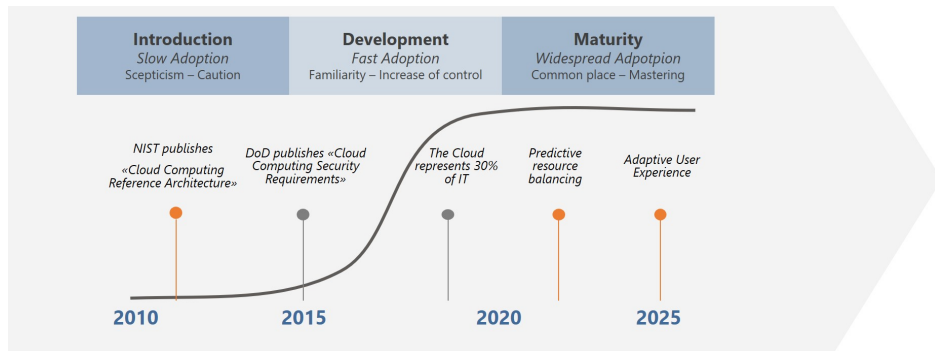 Introduction
Slow Adoption
Scepticism – Caution
Development
Fast Adoption
Familiarity – Increase of control
Maturity
Widespread Adpotpion
Common place – Mastering
NIST publishes
«Cloud Computing
Reference Architecture»
DoD publishes «Cloud
Computing Security
Requirements»
The Cloud
represents 30%
of IT
Predictive
resource
balancing
Adaptive User
Experience
2010
2015
2020
2025